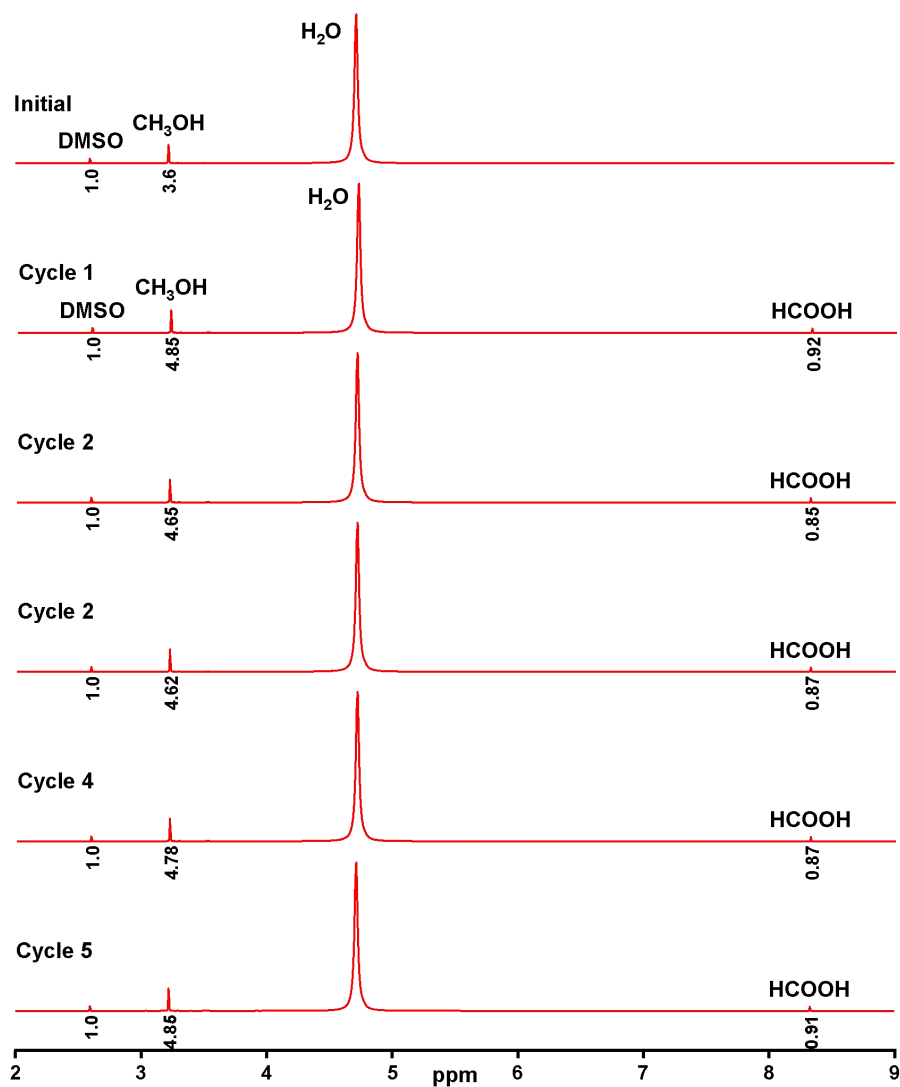 H₂O
Initial
DMSO
CH₃OH
1.0
3.6
H₂O
Cycle 1
DMSO
CH₃OH
HCOOH
1.0
4.85
0.92
Cycle 2
HCOOH
1.0
4.65
0.85
Cycle 2
HCOOH
1.0
4.62
0.87
Cycle 4
HCOOH
1.0
4.78
0.87
Cycle 5
HCOOH
1.0
4.85
0.91
2 3 4 5 6 7 8 9
ppm